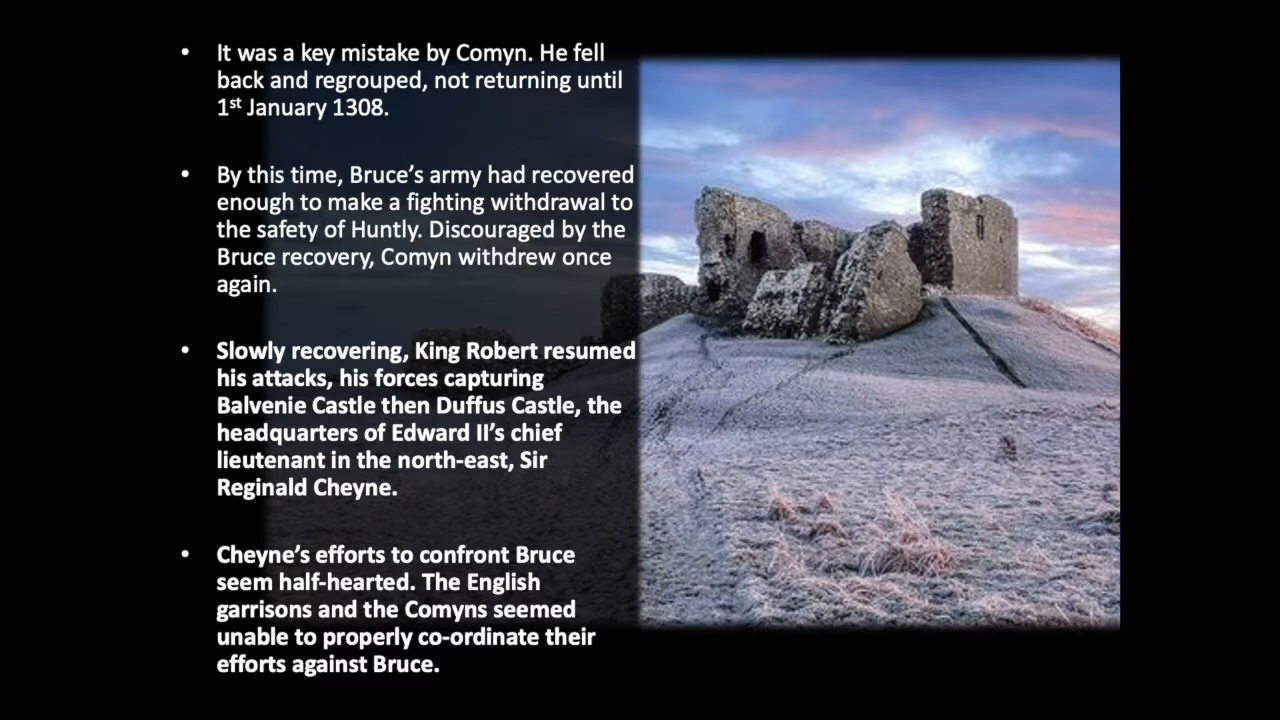 • It was a key mistake by Comyn. He fell
back and regrouped, not returning until
1st January 1308.
• By this time, Bruce’s army had recovered
enough to make a fighting withdrawal to
the safety of Huntly. Discouraged by the
Bruce recovery, Comyn withdrew once
again.
• Slowly recovering, King Robert resumed
his attacks, his forces capturing
Balvenie Castle then Duffus Castle, the
headquarters of Edward II’s chief
lieutenant in the north-east, Sir
Reginald Cheyne.
• Cheyne’s efforts to confront Bruce
seem half-hearted. The English
garrisons and the Comyns seemed
unable to properly co-ordinate their
efforts against Bruce.